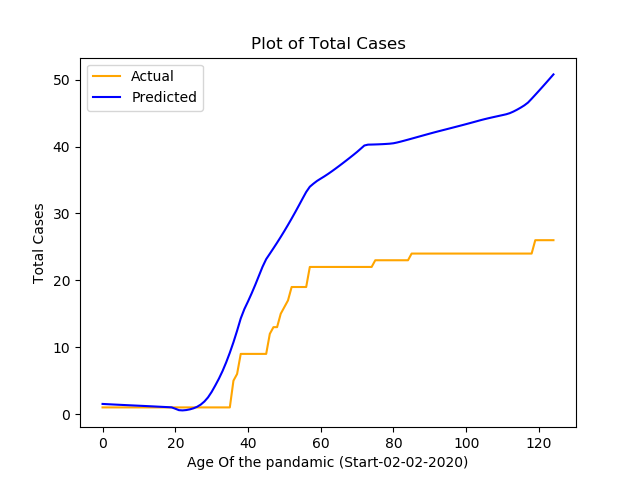 Plot of Total Cases
Actual
Predicted
Total Cases
50
40
30
20
10
0
0 20 40 60 80 100 120
Age Of the pandamic (Start-02-02-2020)